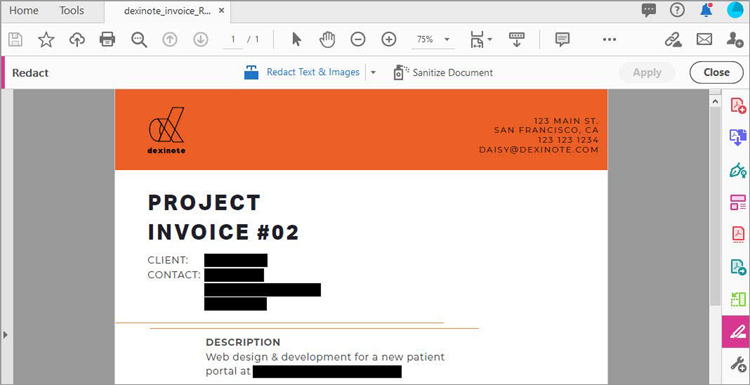 Home
Tools
dexinote_invoice_R...
1 / 1
75%
Redact
Redact Text & Images
Sanitize Document
Apply
Close
dexinote
123 MAIN ST.
SAN FRANCISCO, CA
123 123 1234
DAISY@DEXINOTE.COM
PROJECT
INVOICE #02
CLIENT:
CONTACT:
DESCRIPTION
Web design & development for a new patient
portal at